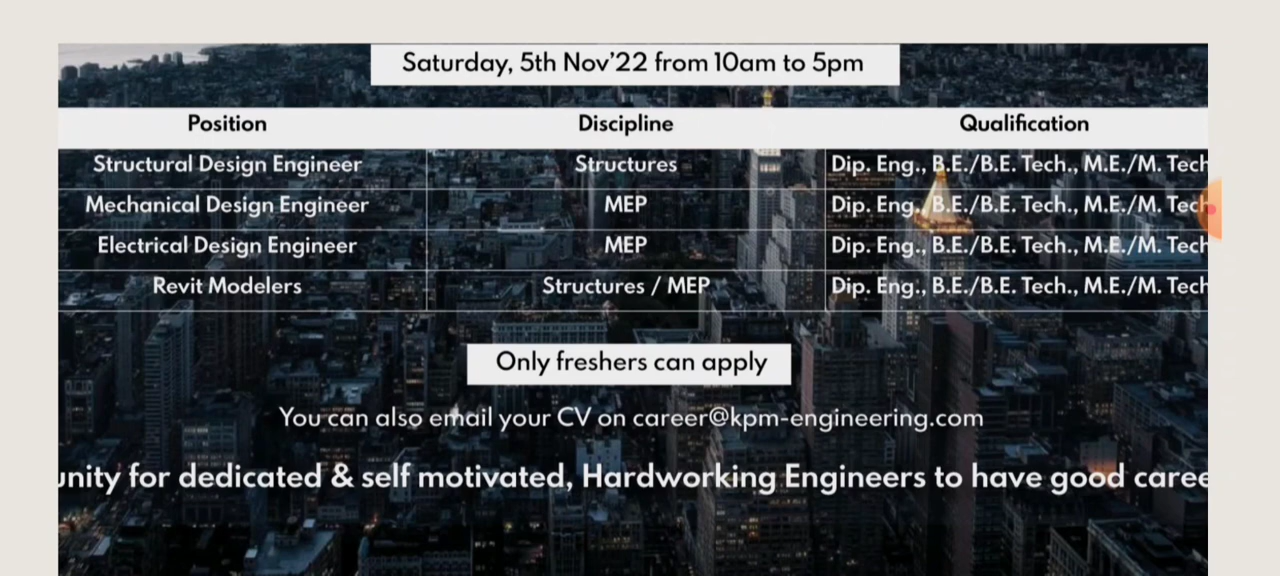 Saturday, 5th Nov'22 from 10am to 5pm
Position Discipline Qualification
Structural Design Engineer Structures Dip. Eng., B.E./B.E. Tech., M.E./M. Tech
Mechanical Design Engineer MEP Dip. Eng., B.E./B.E. Tech., M.E./M. Tech
Electrical Design Engineer MEP Dip. Eng., B.E./B.E. Tech., M.E./M. Tech
Revit Modelers Structures / MEP Dip. Eng., B.E./B.E. Tech., M.E./M. Tech
Only freshers can apply
You can also email your CV on career@kpm-engineering.com
unity for dedicated & self motivated, Hardworking Engineers to have good caree